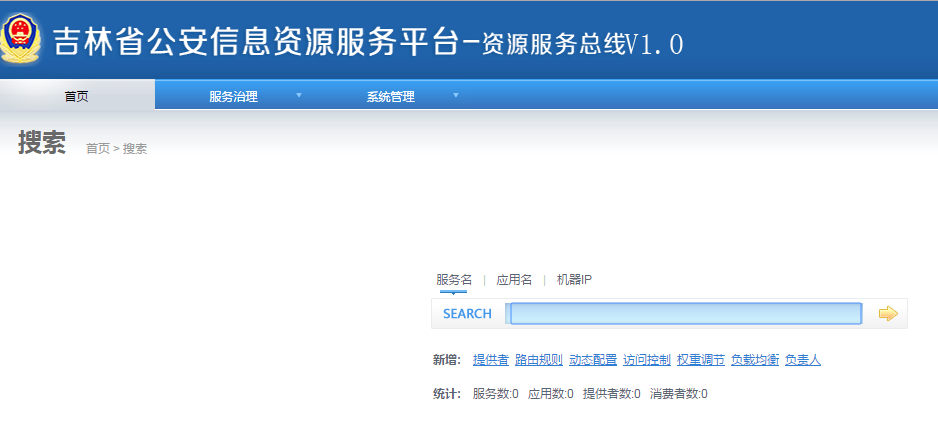 吉林省公安信息资源服务平台-资源服务总线V1.0
首页 服务治理 系统管理
搜索 首页 > 搜索
服务名 | 应用名 | 机器IP
SEARCH
新增: 提供者 路由规则 动态配置 访问控制 权重调节 负载均衡 负责人
统计: 服务数:0 应用数:0 提供者数:0 消费者数:0